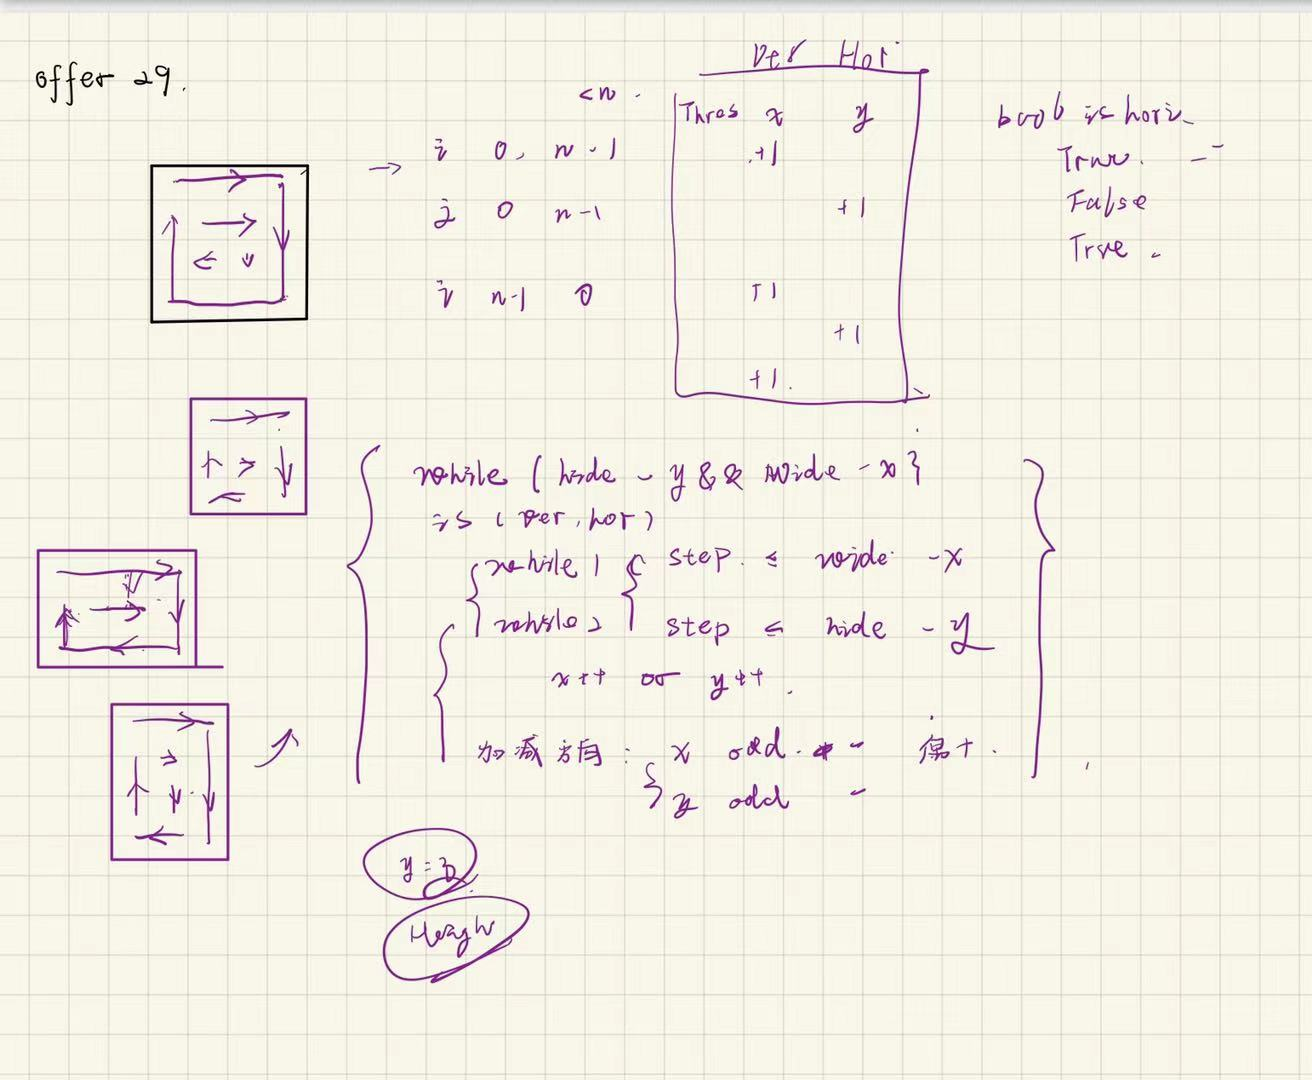 offer 29.
Ver Hor
<n.
Thres x y
i 0, n-1
+1
j 0 n-1
+1
i n-1 0
+1
+1
+1.
bool is hori
True. -
False
True.
while ( hide - y && wide - x }
is ( ver, hor )
while 1 { step. ≤ wide - x
while 2 step ≤ hide - y
x++ or y++.
加减方向: x odd. - 偶+.
y odd -
y = 3